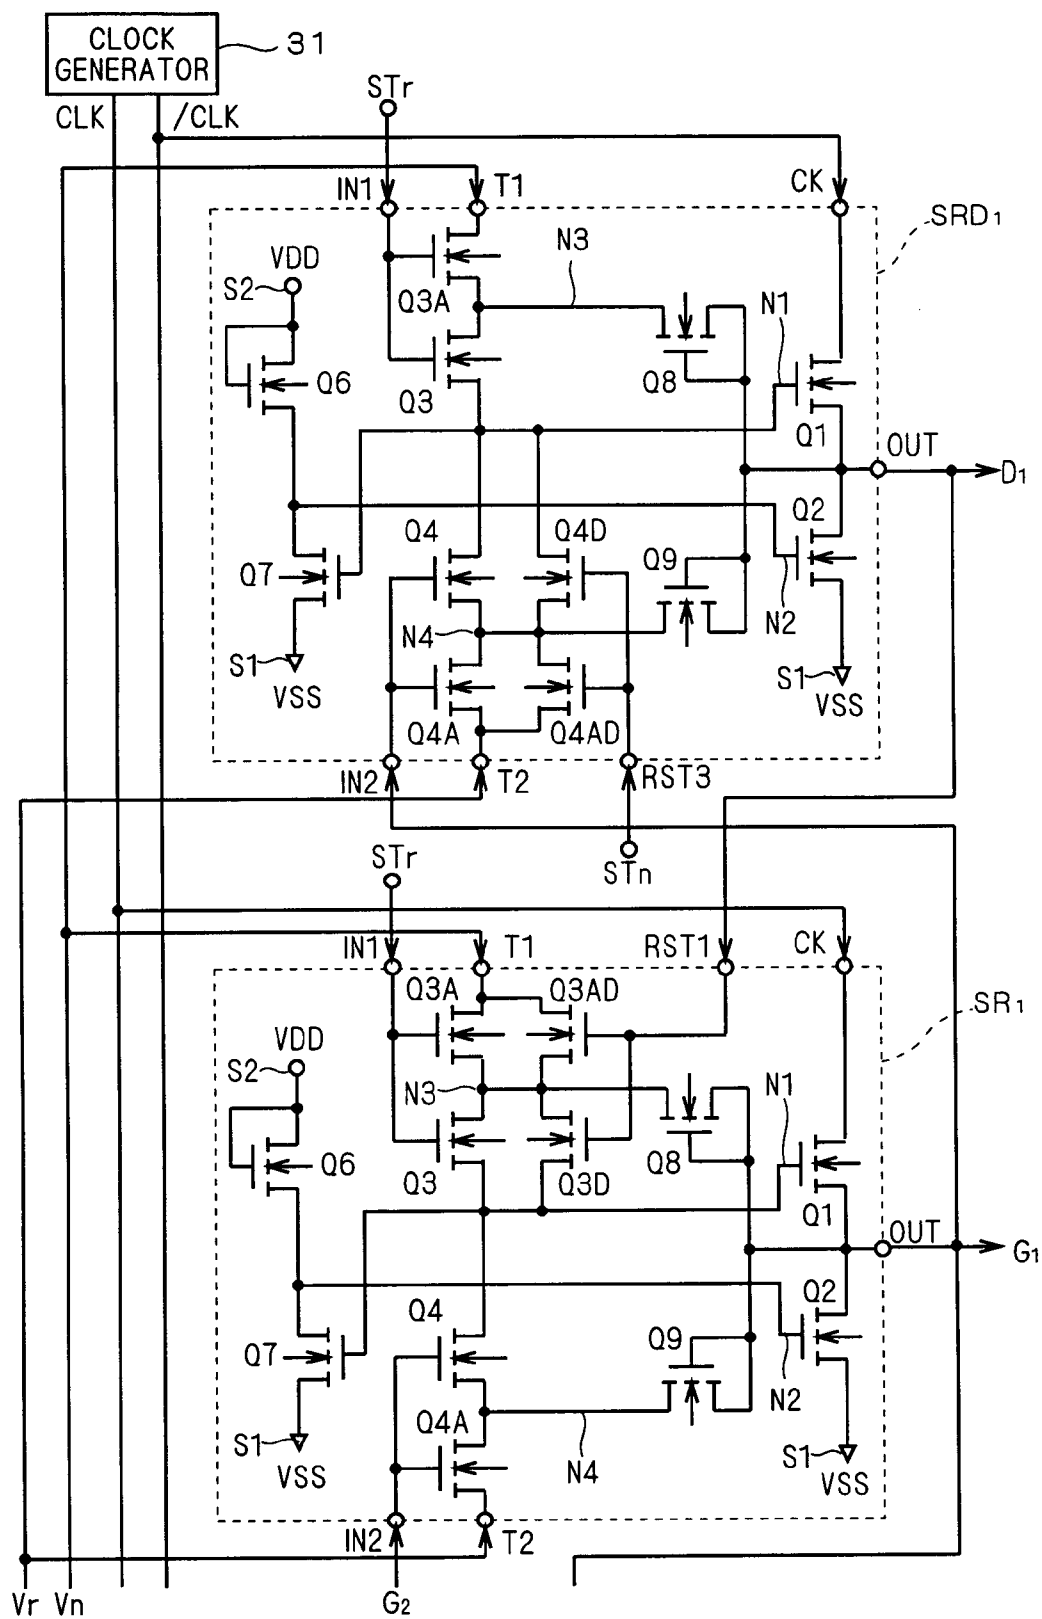 CLOCK
GENERATOR
31
CLK
/CLK
STr
IN1
T1
CK
SRD1
VDD
S2
Q3A
N3
N1
Q6
Q3
Q8
Q1
OUT
D1
Q4
Q4D
Q2
Q7
Q9
N4
N2
S1
VSS
Q4A
Q4AD
S1
VSS
IN2
T2
RST3
STr
STn
IN1
T1
RST1
CK
Q3A
Q3AD
SR1
VDD
S2
N3
N1
Q6
Q3
Q3D
Q8
Q1
OUT
G1
Q4
Q2
Q7
Q9
N2
Q4A
S1
VSS
N4
S1
VSS
IN2
T2
Vr
Vn
G2